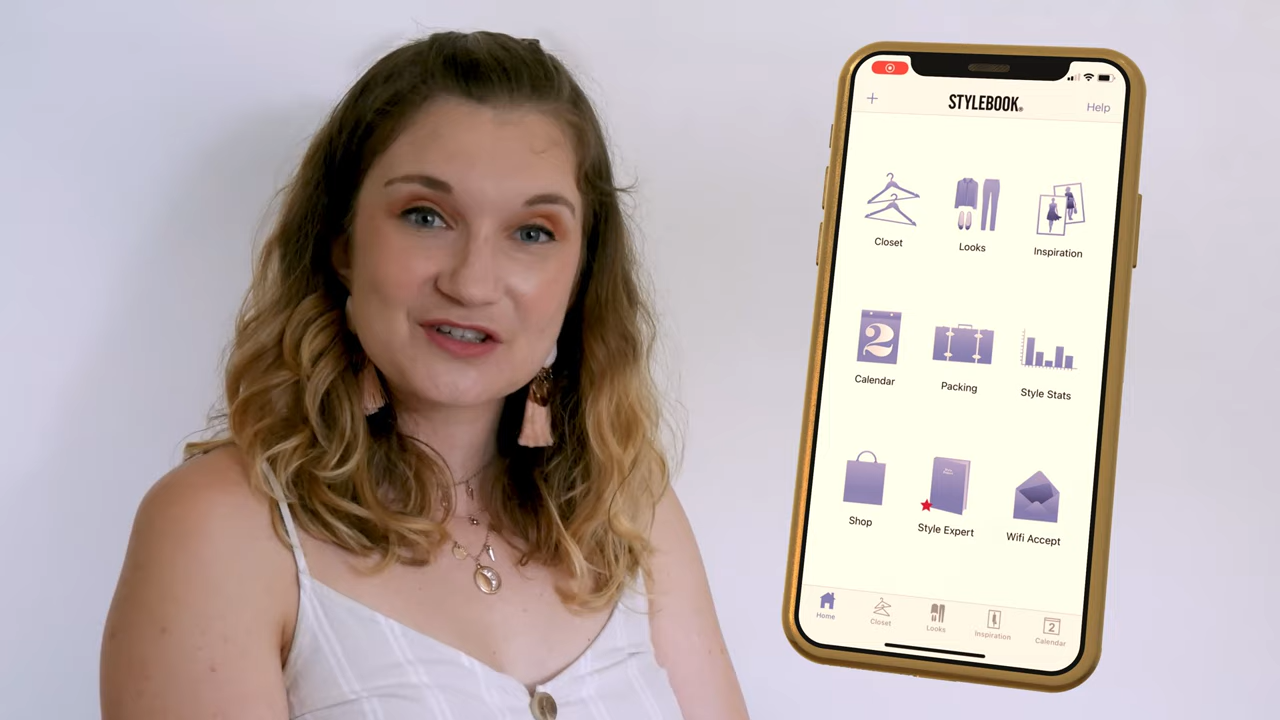 STYLEBOOK®
Help
Closet
Looks
Inspiration
2
Calendar
Packing
Style Stats
Shop
Style Expert
Wifi Accept
Home
Closet
Looks
Inspiration
2
Calendar